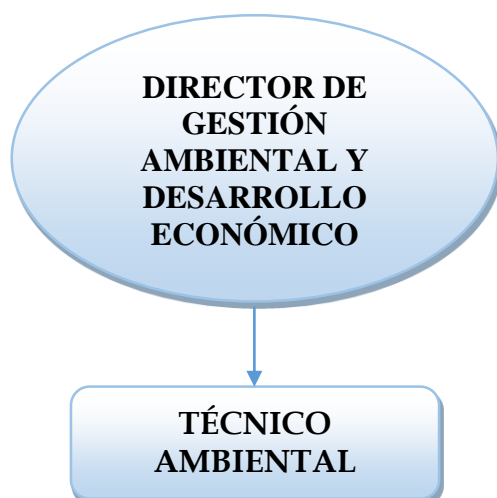 DIRECTOR DE
GESTIÓN
AMBIENTAL Y
DESARROLLO
ECONÓMICO
TÉCNICO
AMBIENTAL